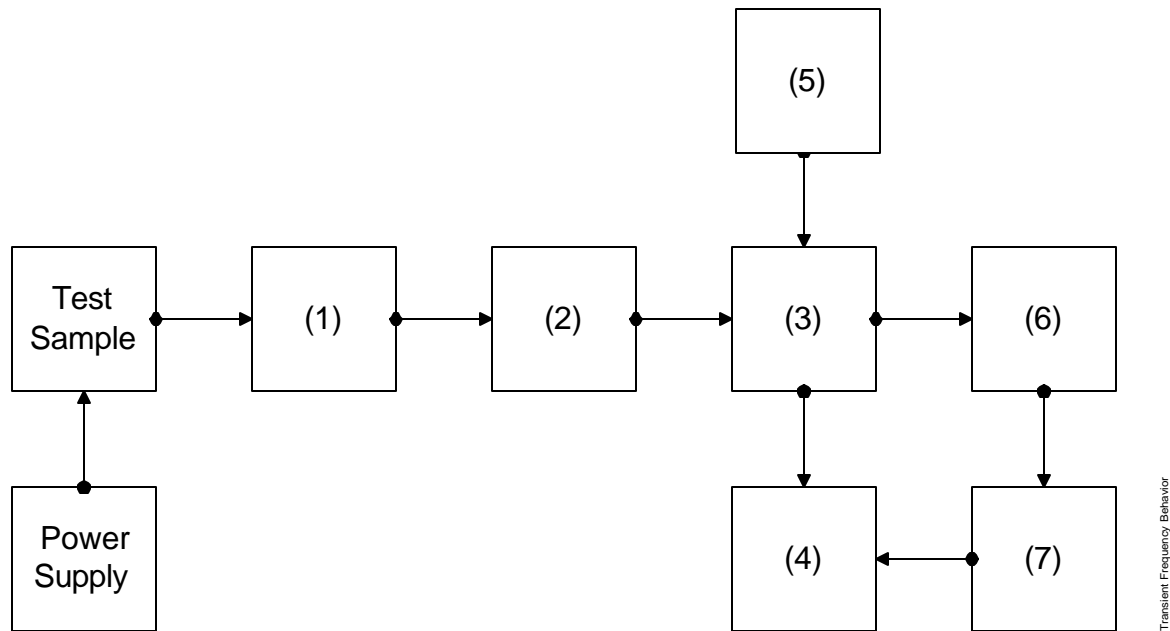 (5)
Test
Sample
(1)
(2)
(3)
(6)
Power
Supply
(4)
(7)
Transient Frequency Behavior